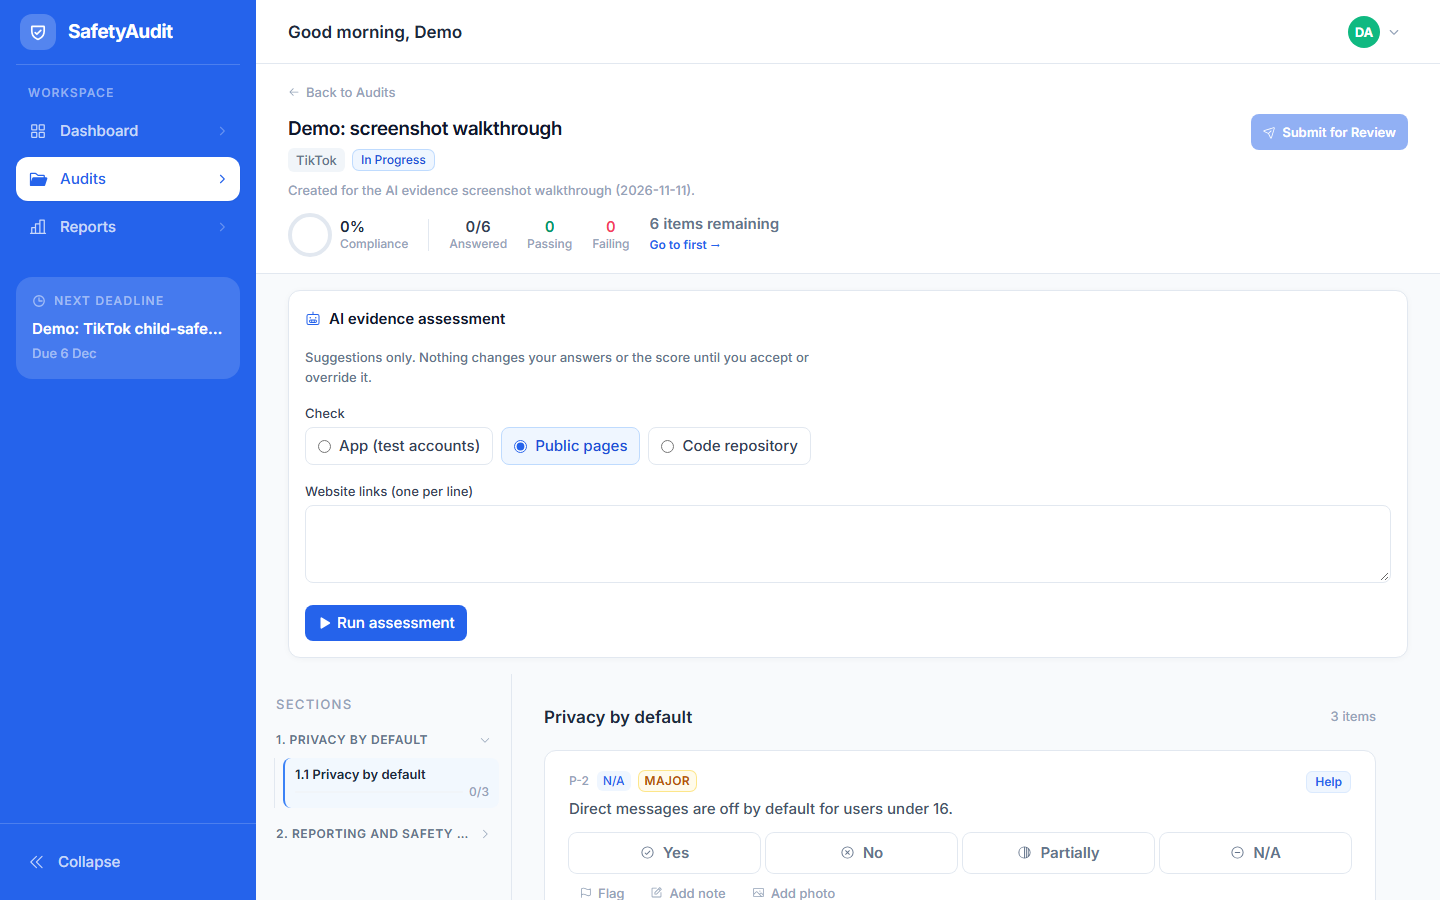 SafetyAudit
WORKSPACE
Dashboard
Audits
Reports
NEXT DEADLINE
Demo: TikTok child-safe...
Due 6 Dec
Collapse
Good morning, Demo
DA
← Back to Audits
Demo: screenshot walkthrough
Submit for Review
TikTok In Progress
Created for the AI evidence screenshot walkthrough (2026-11-11).
0% Compliance
0/6 Answered
0 Passing
0 Failing
6 items remaining
Go to first →
AI evidence assessment
Suggestions only. Nothing changes your answers or the score until you accept or
override it.
Check
App (test accounts) Public pages Code repository
Website links (one per line)
Run assessment
SECTIONS
1. PRIVACY BY DEFAULT
1.1 Privacy by default
0/3
2. REPORTING AND SAFETY ...
Privacy by default
3 items
P-2 N/A MAJOR
Help
Direct messages are off by default for users under 16.
Yes No Partially N/A
Flag Add note Add photo